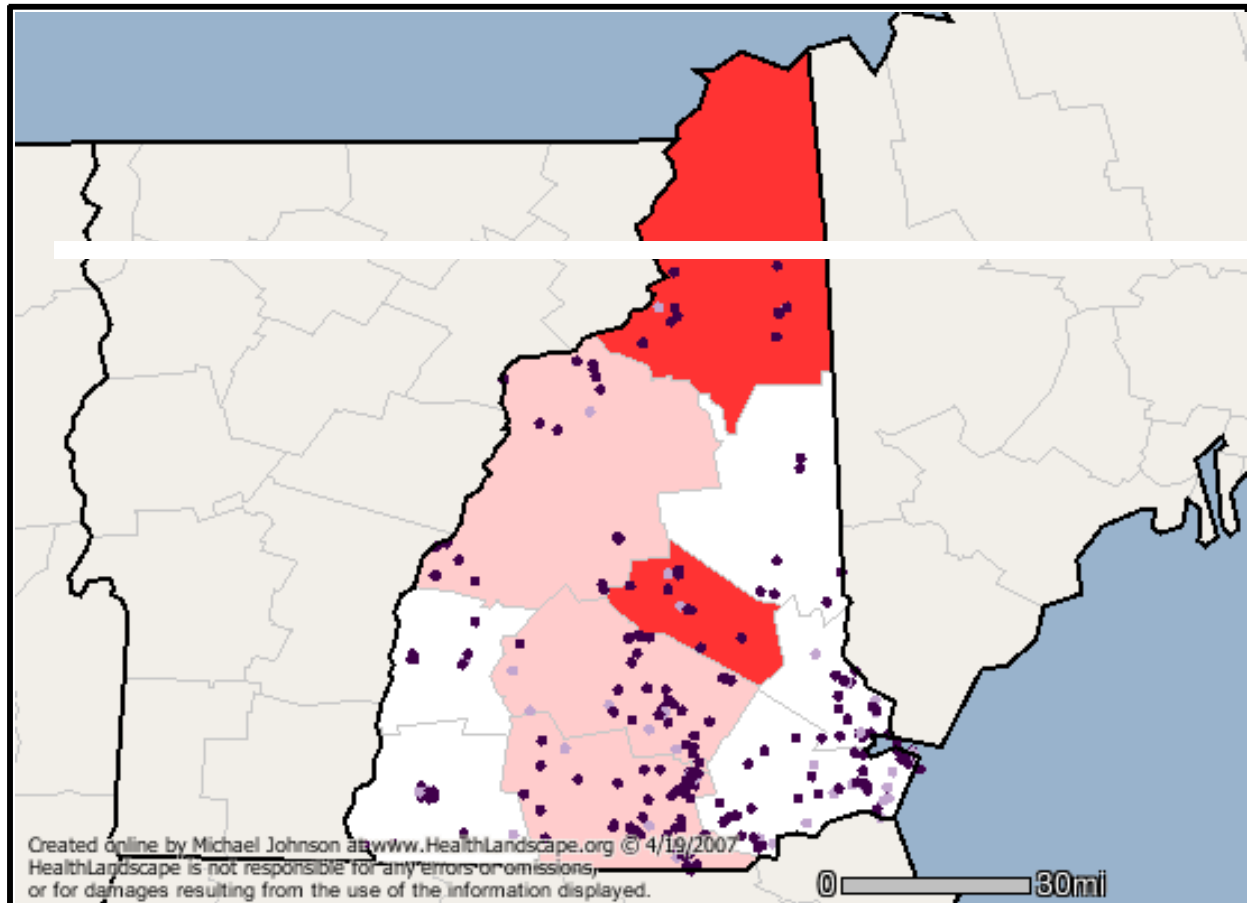 Created online by Michael Johnson at www.HealthLandscape.org © 4/19/2007
HealthLandscape is not responsible for any errors or omissions,
or for damages resulting from the use of the information displayed.
0 30mi